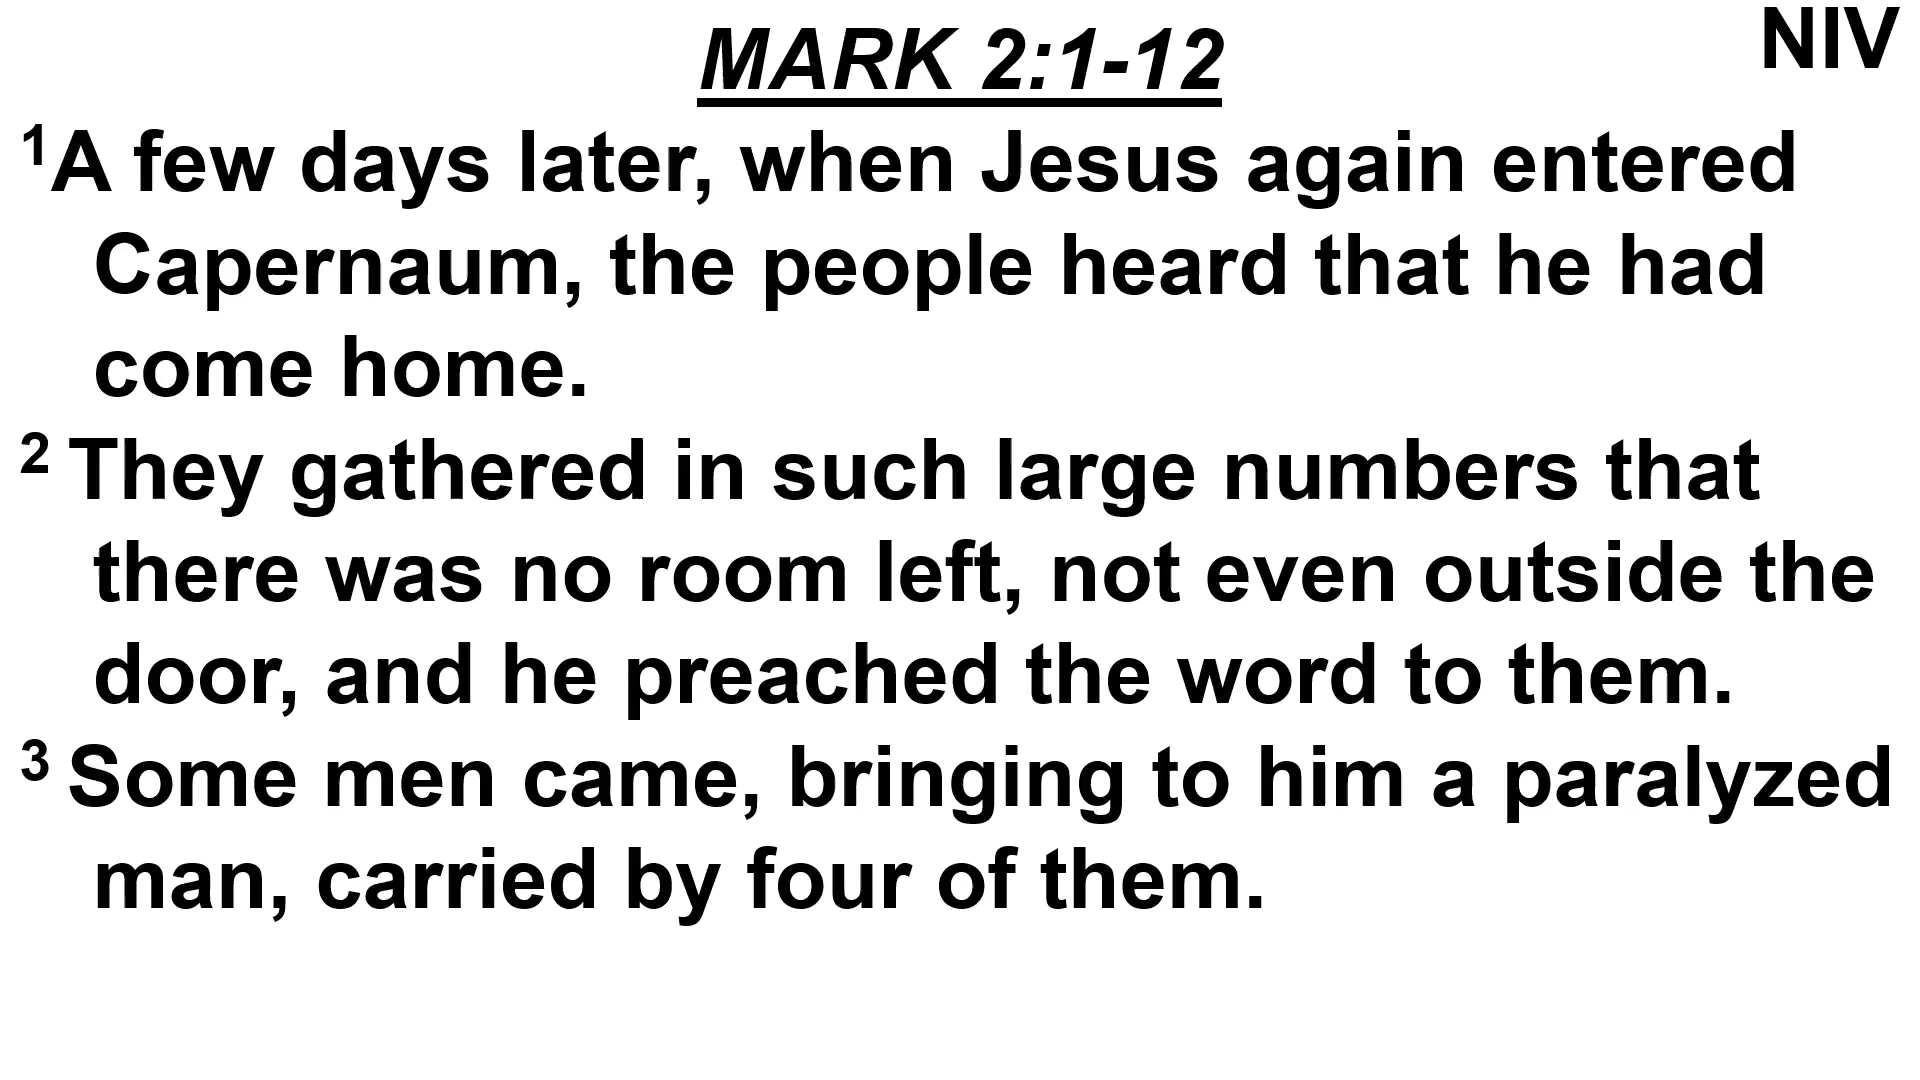 MARK 2:1-12
NIV
1A few days later, when Jesus again entered
Capernaum, the people heard that he had
come home.
2 They gathered in such large numbers that
there was no room left, not even outside the
door, and he preached the word to them.
3 Some men came, bringing to him a paralyzed
man, carried by four of them.